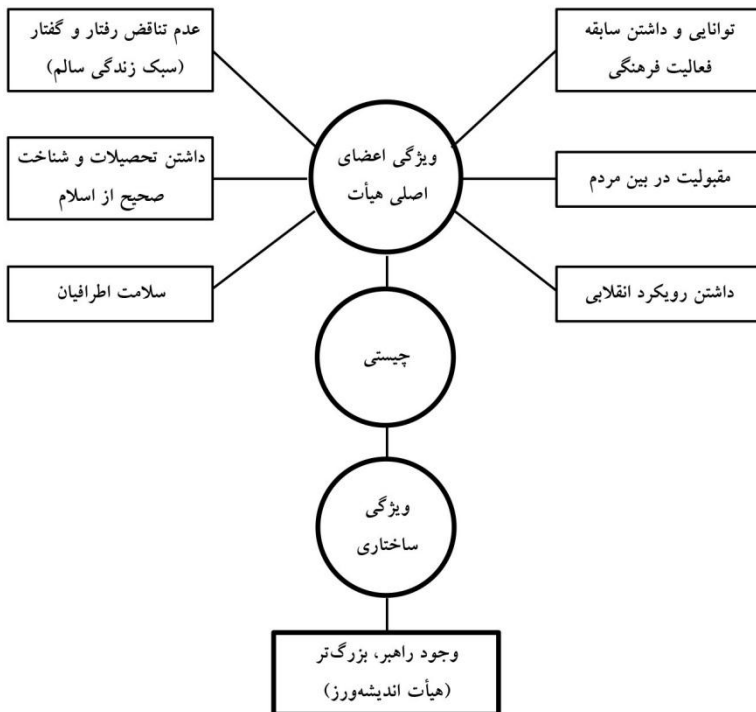 توانایی و داشتن سابقه
فعالیت فرهنگی
مقبولیت در بین مردم
داشتن رویکرد انقلابی
ویژگی اعضای
اصلی هیأت
عدم تناقض رفتار و گفتار
(سبک زندگی سالم)
داشتن تحصیلات و شناخت
صحیح از اسلام
سلامت اطرافیان
چیستی
ویژگی
ساختاری
وجود راهبر، بزرگ‌تر
(هیأت اندیشه‌ورز)